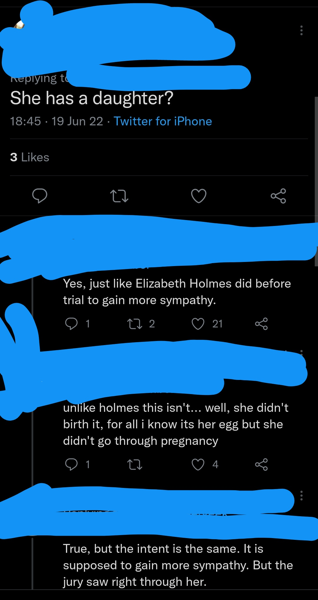 Replying to
She has a daughter?
18:45 · 19 Jun 22 · Twitter for iPhone
3 Likes
Yes, just like Elizabeth Holmes did before
trial to gain more sympathy.
1 2 21
unlike holmes this isn't... well, she didn't
birth it, for all i know its her egg but she
didn't go through pregnancy
1 4
True, but the intent is the same. It is
supposed to gain more sympathy. But the
jury saw right through her.